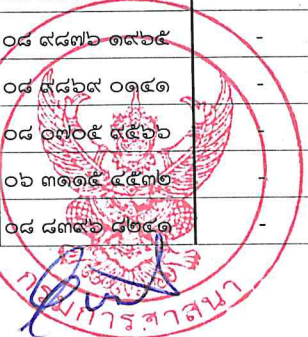 ๐๘ ๙๘๗๖ ๑๙๖๕ -
๐๘ ๙๘๖๙ ๐๑๔๑ -
๐๘ ๐๗๐๕ ๙๕๖๖ -
๐๖ ๓๑๑๕ ๔๕๓๒ -
๐๘ ๘๓๙๖ ๘๒๔๑ -
กรมการศาสนา